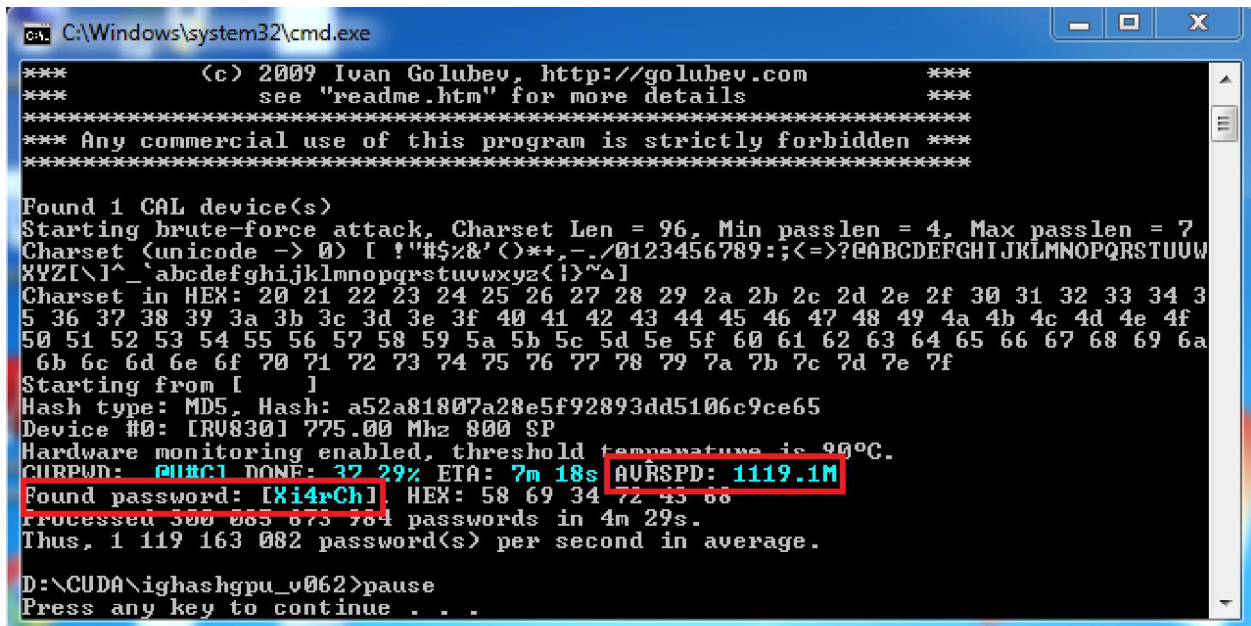 C:\Windows\system32\cmd.exe
*** (c) 2009 Ivan Golubev, http://golubev.com ***
*** see "readme.htm" for more details ***
***********************************************************************
*** Any commercial use of this program is strictly forbidden ***
***********************************************************************
Found 1 CAL device(s)
Starting brute-force attack, Charset Len = 96, Min passlen = 4, Max passlen = 7
Charset (unicode -> 0) [ !"#$%&'()*+,-./0123456789:;<=>?@ABCDEFGHIJKLMNOPQRSTUVW
XYZ[\]^_`abcdefghijklmnopqrstuvwxyz{|}~⌂]
Charset in HEX: 20 21 22 23 24 25 26 27 28 29 2a 2b 2c 2d 2e 2f 30 31 32 33 34 3
5 36 37 38 39 3a 3b 3c 3d 3e 3f 40 41 42 43 44 45 46 47 48 49 4a 4b 4c 4d 4e 4f
50 51 52 53 54 55 56 57 58 59 5a 5b 5c 5d 5e 5f 60 61 62 63 64 65 66 67 68 69 6a
6b 6c 6d 6e 6f 70 71 72 73 74 75 76 77 78 79 7a 7b 7c 7d 7e 7f
Starting from [    ]
Hash type: MD5, Hash: a52a81807a28e5f92893dd5106c9ce65
Device #0: [RV830] 775.00 Mhz 800 SP
Hardware monitoring enabled, threshold temperature is 90°C.
CURPWD: @U#C] DONE: 37.29% ETA: 7m 18s AVRSPD: 1119.1M
Found password: [Xi4rCh], HEX: 58 69 34 72 43 68
Processed 300 085 673 984 passwords in 4m 29s.
Thus, 1 119 163 082 password(s) per second in average.
D:\CUDA\ighashgpu_v062>pause
Press any key to continue . . .